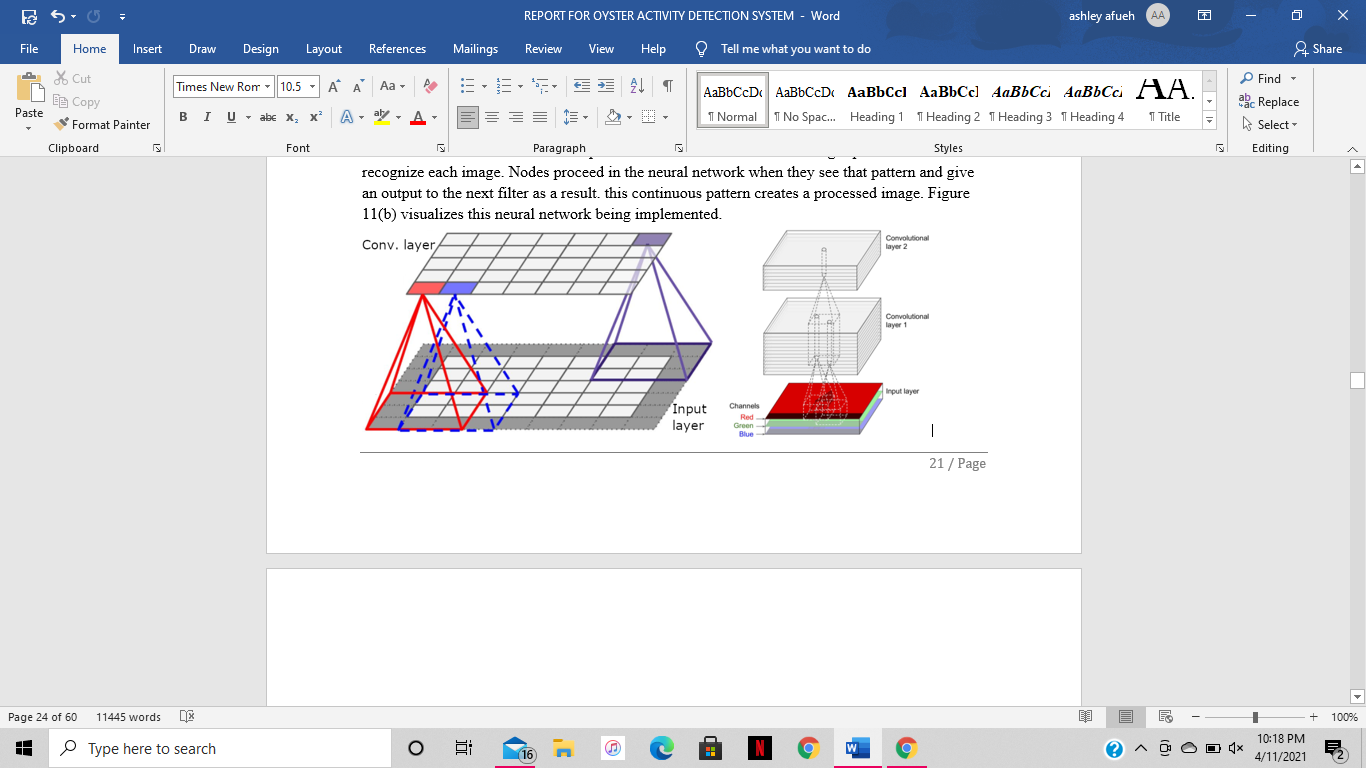 REPORT FOR OYSTER ACTIVITY DETECTION SYSTEM - Word
ashley afueh
AA
File Home Insert Draw Design Layout References Mailings Review View Help Tell me what you want to do
Share
Paste
Cut
Copy
Format Painter
Clipboard
Times New Rom
10.5
Aa
B I U abc x₂ x²
Font
Paragraph
AaBbCcDc AaBbCcDc AaBbCcI AaBbCcI AaBbCcI AaBbCcI AA.
¶ Normal ¶ No Spac... Heading 1 ¶ Heading 2 ¶ Heading 3 ¶ Heading 4 ¶ Title
Styles
Find
Replace
Select
Editing
recognize each image. Nodes proceed in the neural network when they see that pattern and give
an output to the next filter as a result. this continuous pattern creates a processed image. Figure
11(b) visualizes this neural network being implemented.
Conv. layer
Input
layer
Convolutional
layer 2
Convolutional
layer 1
Input layer
Channels
Red
Green
Blue
21 / Page
Page 24 of 60 11445 words
100%
Type here to search
16
10:18 PM
4/11/2021
2